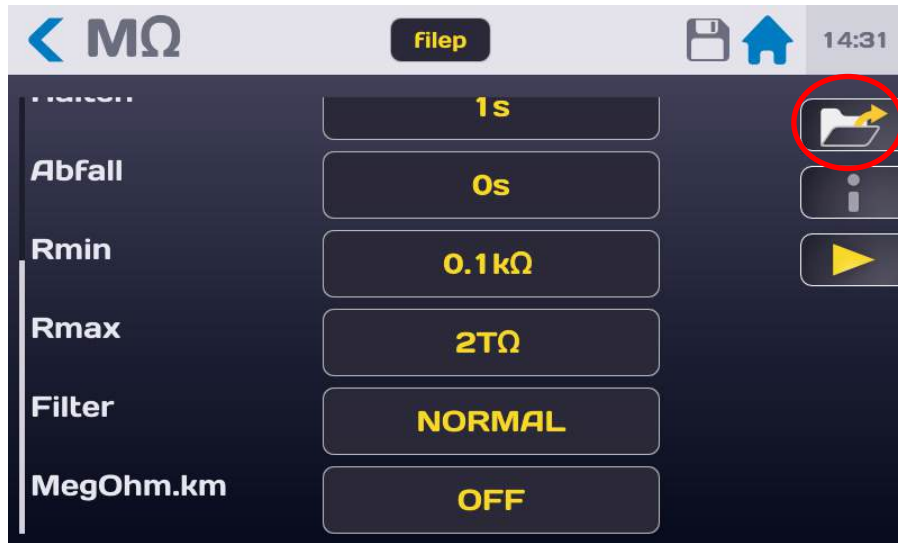 MΩ
filep
14:31
1s
Abfall
0s
Rmin
0.1kΩ
Rmax
2TΩ
Filter
NORMAL
MegOhm.km
OFF